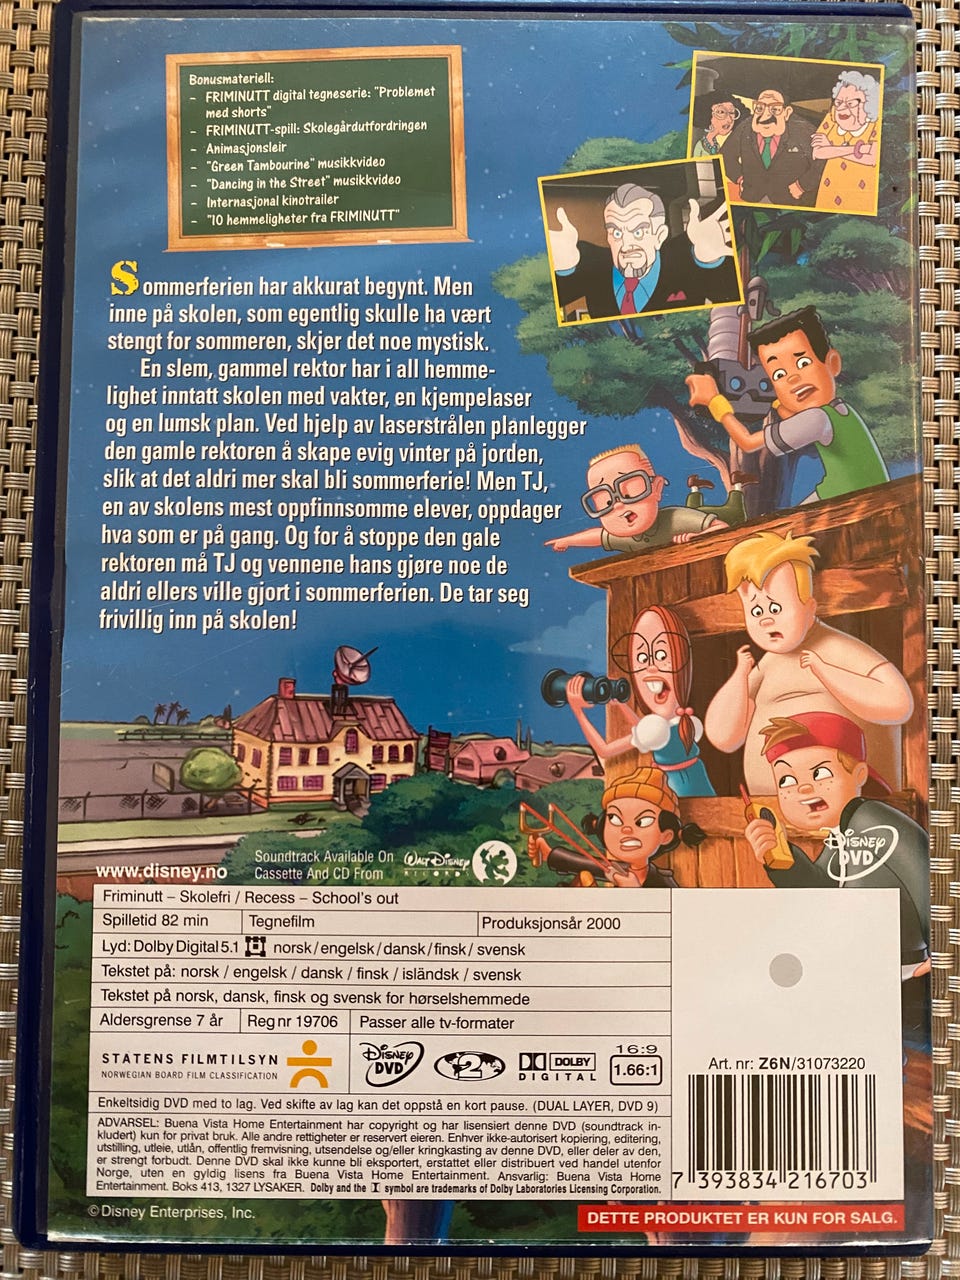 Bonusmateriell:
- FRIMINUTT digital tegneserie: "Problemet
med shorts"
- FRIMINUTT-spill: Skolegårdutfordringen
- Animasjonsleir
- "Green Tambourine" musikkvideo
- "Dancing in the Street" musikkvideo
- Internasjonal kinotrailer
- "10 hemmeligheter fra FRIMINUTT"
Sommerferien har akkurat begynt. Men
inne på skolen, som egentlig skulle ha vært
stengt for sommeren, skjer det noe mystisk.
En slem, gammel rektor har i all hemme-
lighet inntatt skolen med vakter, en kjempelaser
og en lumsk plan. Ved hjelp av laserstrålen planlegger
den gamle rektoren å skape evig vinter på jorden,
slik at det aldri mer skal bli sommerferie! Men TJ,
en av skolens mest oppfinnsomme elever, oppdager
hva som er på gang. Og for å stoppe den gale
rektoren må TJ og vennene hans gjøre noe de
aldri ellers ville gjort i sommerferien. De tar seg
frivillig inn på skolen!
www.disney.no
Soundtrack Available On
Cassette And CD From
WALT DISNEY
RECORDS
DISNEY
DVD
Friminutt – Skolefri / Recess – School's out
Spilletid 82 min
Tegnefilm
Produksjonsår 2000
Lyd: Dolby Digital 5.1 norsk/engelsk/dansk/finsk/svensk
Tekstet på: norsk / engelsk / dansk / finsk / isländsk / svensk
Tekstet på norsk, dansk, finsk og svensk for hørselshemmede
Aldersgrense 7 år
Reg nr 19706
Passer alle tv-formater
STATENS FILMTILSYN
NORWEGIAN BOARD FILM CLASSIFICATION
DISNEY
DVD
2
DOLBY
DIGITAL
16:9
1.66:1
Art. nr: Z6N/31073220
Enkeltsidig DVD med to lag. Ved skifte av lag kan det oppstå en kort pause. (DUAL LAYER, DVD 9)
ADVARSEL: Buena Vista Home Entertainment har copyright og har lisensiert denne DVD (soundtrack in-
kludert) kun for privat bruk. Alle andre rettigheter er reservert eieren. Enhver ikke-autorisert kopiering, editering,
utstilling, utleie, utlån, offentlig fremvisning, utsendelse og/eller kringkasting av denne DVD, eller deler av den,
er strengt forbudt. Denne DVD skal ikke kunne bli eksportert, erstattet eller distribuert ved handel utenfor
Norge, uten en gyldig lisens fra Buena Vista Home Entertainment. Ansvarlig: Buena Vista Home
Entertainment. Boks 413, 1327 LYSAKER. Dolby and the symbol are trademarks of Dolby Laboratories Licensing Corporation.
7 393834 216703
©Disney Enterprises, Inc.
DETTE PRODUKTET ER KUN FOR SALG.